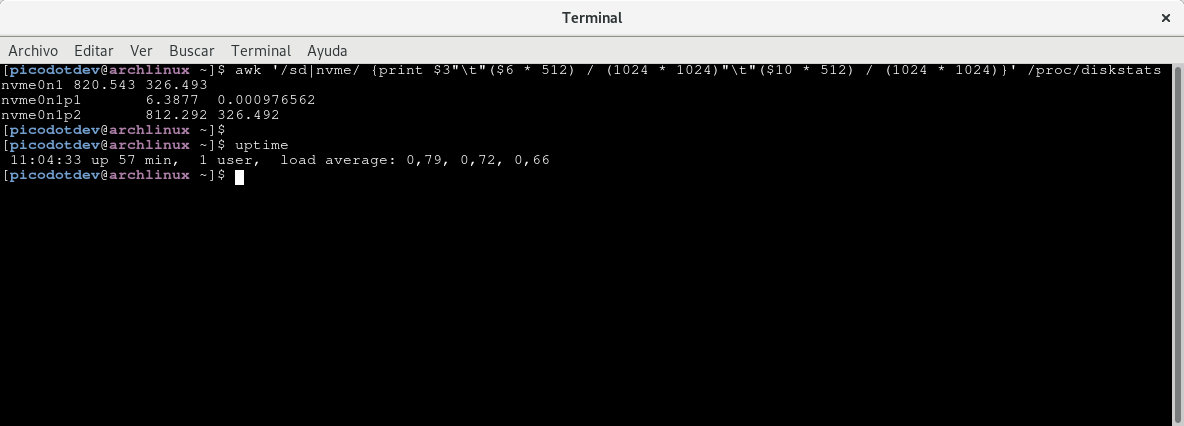 Terminal
×
Archivo Editar Ver Buscar Terminal Ayuda
[picodotdev@archlinux ~]$ awk '/sd|nvme/ {print $3"\t"($6 * 512) / (1024 * 1024)"\t"($10 * 512) / (1024 * 1024)}' /proc/diskstats
nvme0n1 820.543 326.493
nvme0n1p1       6.3877  0.000976562
nvme0n1p2       812.292 326.492
[picodotdev@archlinux ~]$
[picodotdev@archlinux ~]$ uptime
 11:04:33 up 57 min,  1 user,  load average: 0,79, 0,72, 0,66
[picodotdev@archlinux ~]$